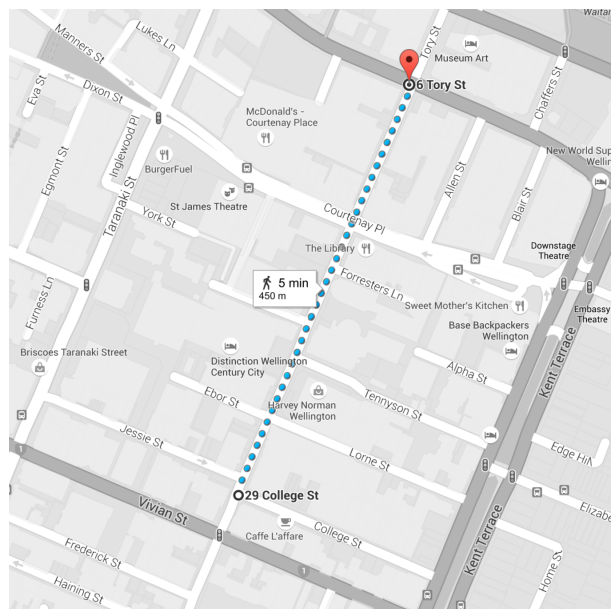 Waitan
Lukes Ln
Tory St
Manners St
Museum Art
6 Tory St
Dixon St
Chaffers St
Eva St
McDonald's -
Courtenay Place
Inglewood Pl
New World Sup
Wellin
Egmont St
BurgerFuel
Allen St
Taranaki St
St James Theatre
Blair St
York St
Courtenay Pl
The Library
Downstage
Theatre
5 min
450 m
Forresters Ln
Furness Ln
Sweet Mother's Kitchen
Embassy
Theatre
Base Backpackers
Wellington
Briscoes Taranaki Street
Distinction Wellington
Century City
Alpha St
Kent Terrace
Ebor St
Harvey Norman
Wellington
Tennyson St
Jessie St
Lorne St
Edge Hill
1
29 College St
Vivian St
Elizabe
College St
Caffe L'affare
Kent Terrace
Frederick St
1
Home St
Haining St